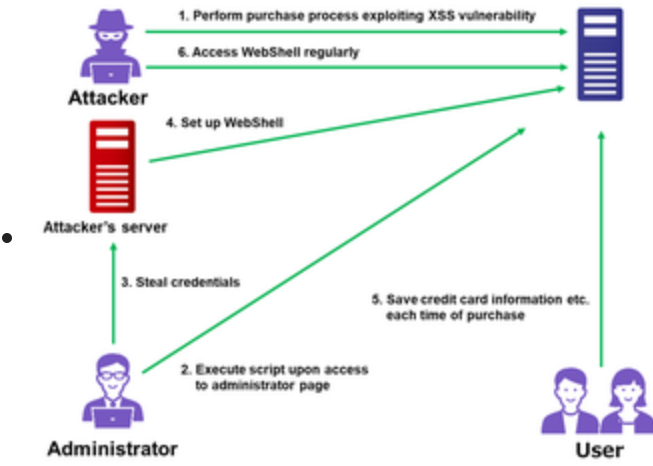 1. Perform purchase process exploiting XSS vulnerability
6. Access WebShell regularly
Attacker
4. Set up WebShell
Attacker's server
3. Steal credentials
5. Save credit card information etc.
each time of purchase
2. Execute script upon access
to administrator page
Administrator
User